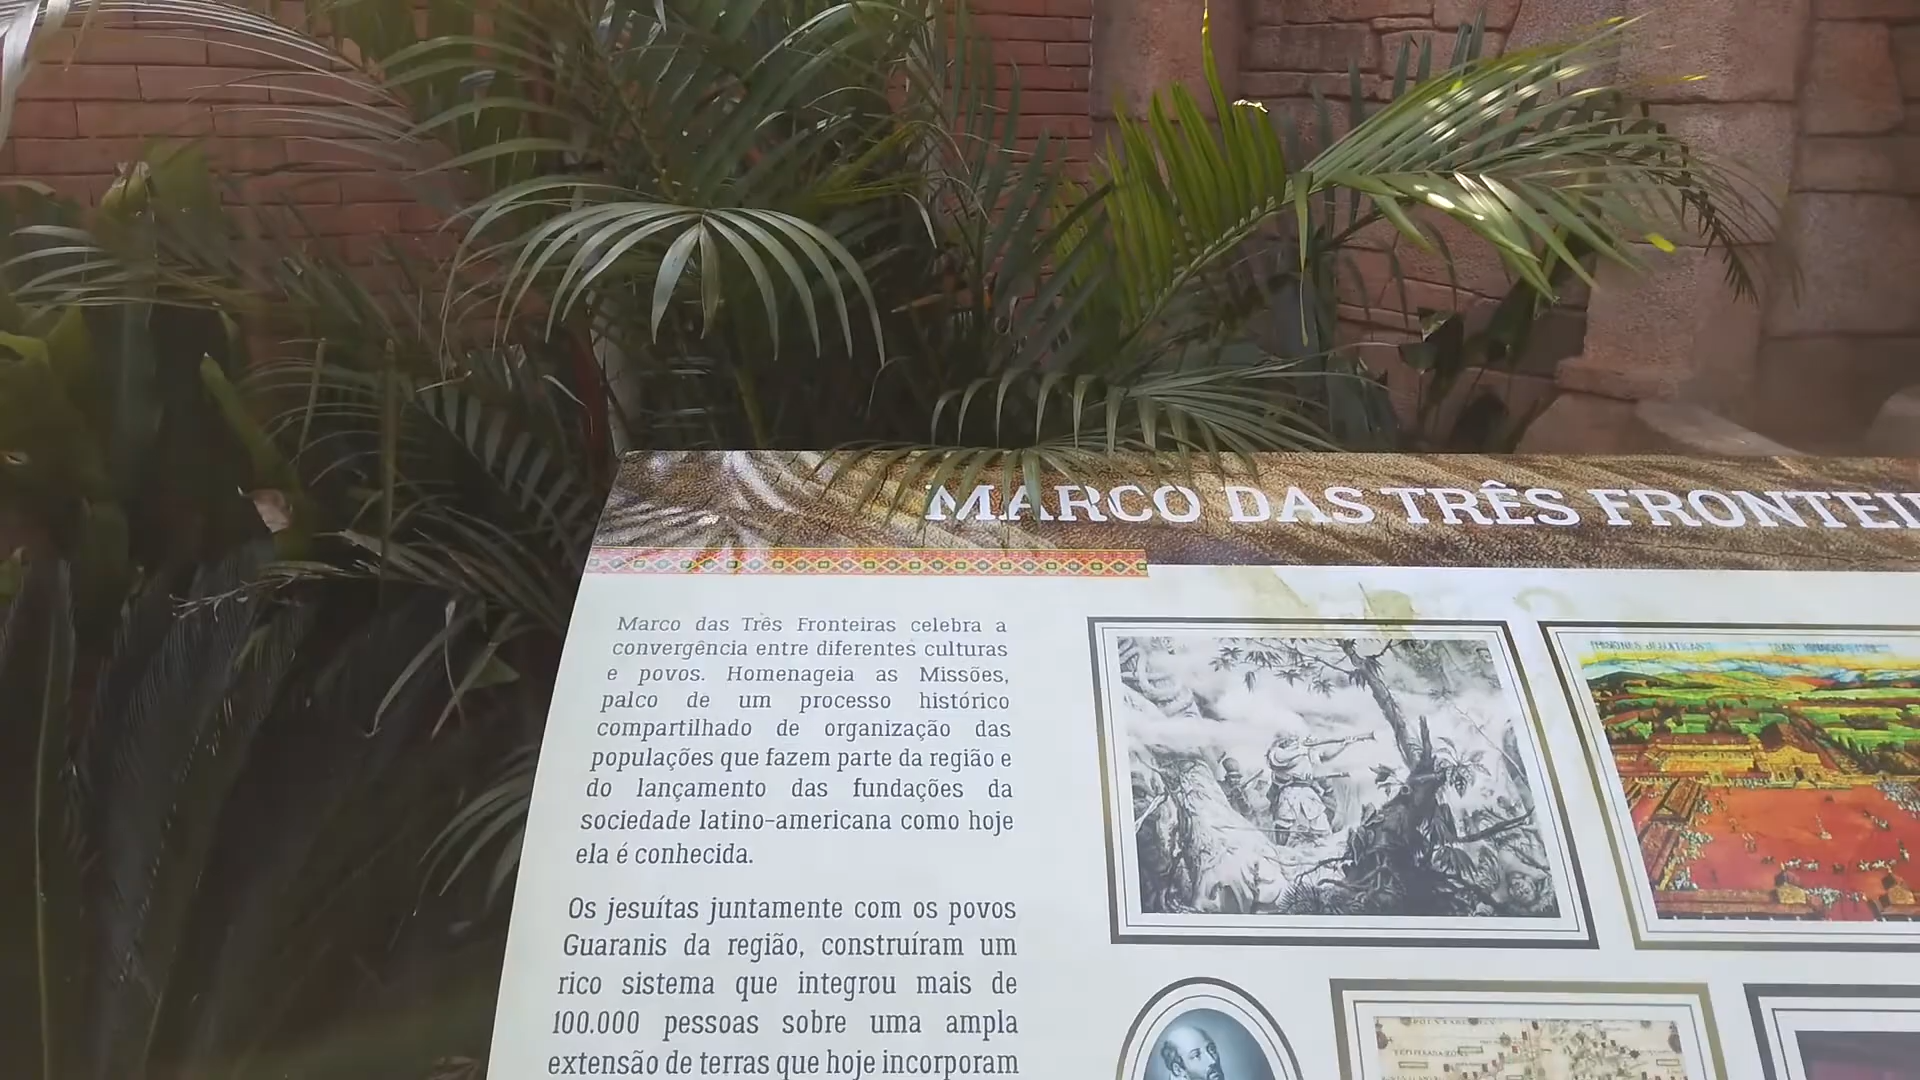 MARCO DAS TRÊS FRONTEI
Marco das Três Fronteiras celebra a
convergência entre diferentes culturas
e povos. Homenageia as Missões,
palco de um processo histórico
compartilhado de organização das
populações que fazem parte da região e
do lançamento das fundações da
sociedade latino-americana como hoje
ela é conhecida.
Os jesuítas juntamente com os povos
Guaranis da região, construíram um
rico sistema que integrou mais de
100.000 pessoas sobre uma ampla
extensão de terras que hoje incorporam